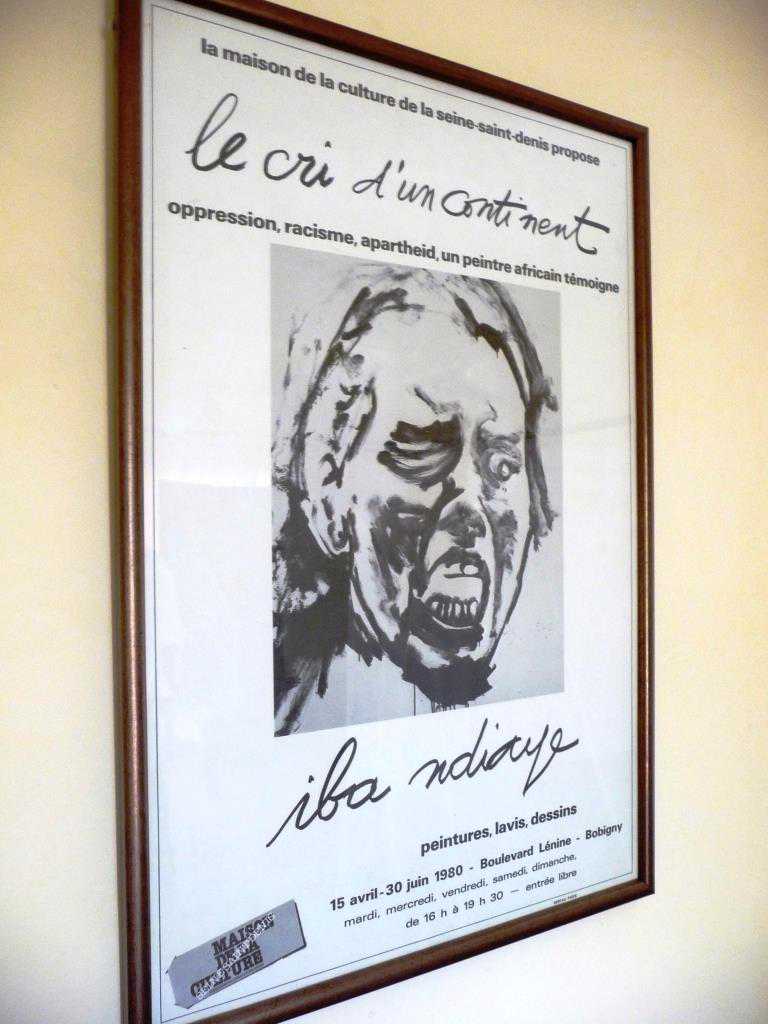 la maison de la culture de la seine-saint-denis propose
le cri d'un continent
oppression, racisme, apartheid, un peintre africain témoigne
iba ndiaye
peintures, lavis, dessins
15 avril-30 juin 1980 - Boulevard Lénine - Bobigny
mardi, mercredi, vendredi, samedi, dimanche,
de 16 h à 19 h 30 — entrée libre
MAISON
DE LA
CULTURE